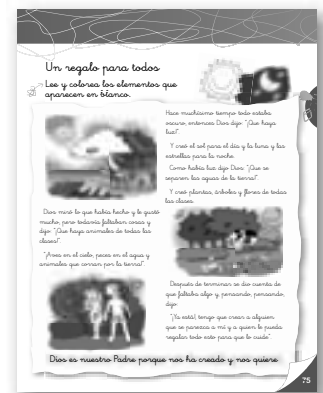 Un regalo para todos
Lee y colorea los elementos que
aparecen en blanco.
Hace muchísimo tiempo todo estaba
oscuro, entonces Dios dijo: "¡Que haya
luz!".
Y creó el sol para el día y la luna y las
estrellas para la noche.
Como había luz dijo Dios: "¡Que se
separen las aguas de la tierra!".
Y creó plantas, árboles y flores de todas
las clases.
Dios miró lo que había hecho y le gustó
mucho, pero todavía faltaban cosas y
dijo: "¡Que haya animales de todas las
clases!".
"¡Aves en el cielo, peces en el agua y
animales que corran por la tierra!".
Después de terminar se dio cuenta de
que faltaba algo y, pensando, pensando,
dijo:
"¡Ya está!, tengo que crear a alguien
que se parezca a mí y a quien le pueda
regalar todo esto para que lo cuide".
Dios es nuestro Padre porque nos ha creado y nos quiere
75